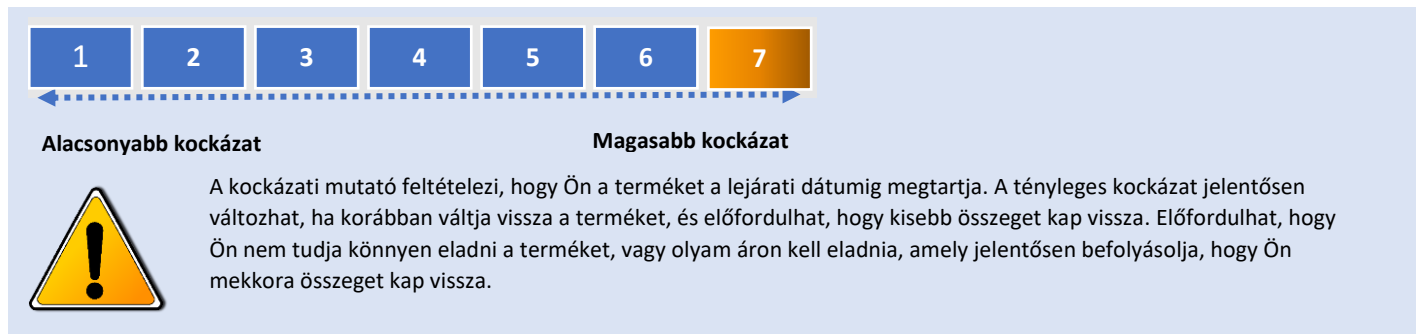 1 2 3 4 5 6 7
Alacsonyabb kockázat Magasabb kockázat
A kockázati mutató feltételezi, hogy Ön a terméket a lejárati dátumig megtartja. A tényleges kockázat jelentősen
változhat, ha korábban váltja vissza a terméket, és előfordulhat, hogy kisebb összeget kap vissza. Előfordulhat, hogy
Ön nem tudja könnyen eladni a terméket, vagy olyam áron kell eladnia, amely jelentősen befolyásolja, hogy Ön
mekkora összeget kap vissza.